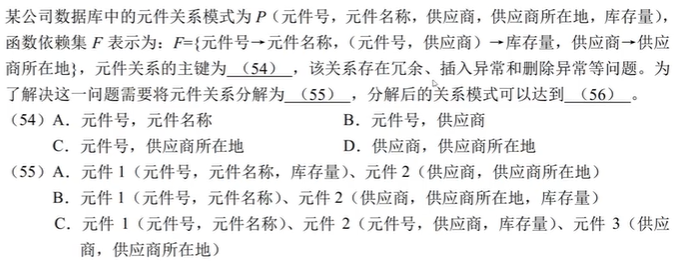 某公司数据库中的元件关系模式为 P（元件号，元件名称，供应商，供应商所在地，库存量），
函数依赖集 F 表示为：F={元件号→元件名称，（元件号，供应商）→库存量，供应商→供应
商所在地}，元件关系的主键为 （54） ，该关系存在冗余、插入异常和删除异常等问题。为
了解决这一问题需要将元件关系分解为 （55） ，分解后的关系模式可以达到 （56） 。
（54）A．元件号，元件名称 B．元件号，供应商
C．元件号，供应商所在地 D．供应商，供应商所在地
（55）A．元件1（元件号，元件名称，库存量）、元件2（供应商，供应商所在地）
B．元件1（元件号，元件名称）、元件2（供应商，供应商所在地，库存量）
C．元件 1（元件号，元件名称）、元件 2（元件号，供应商，库存量）、元件 3（供应
商，供应商所在地）